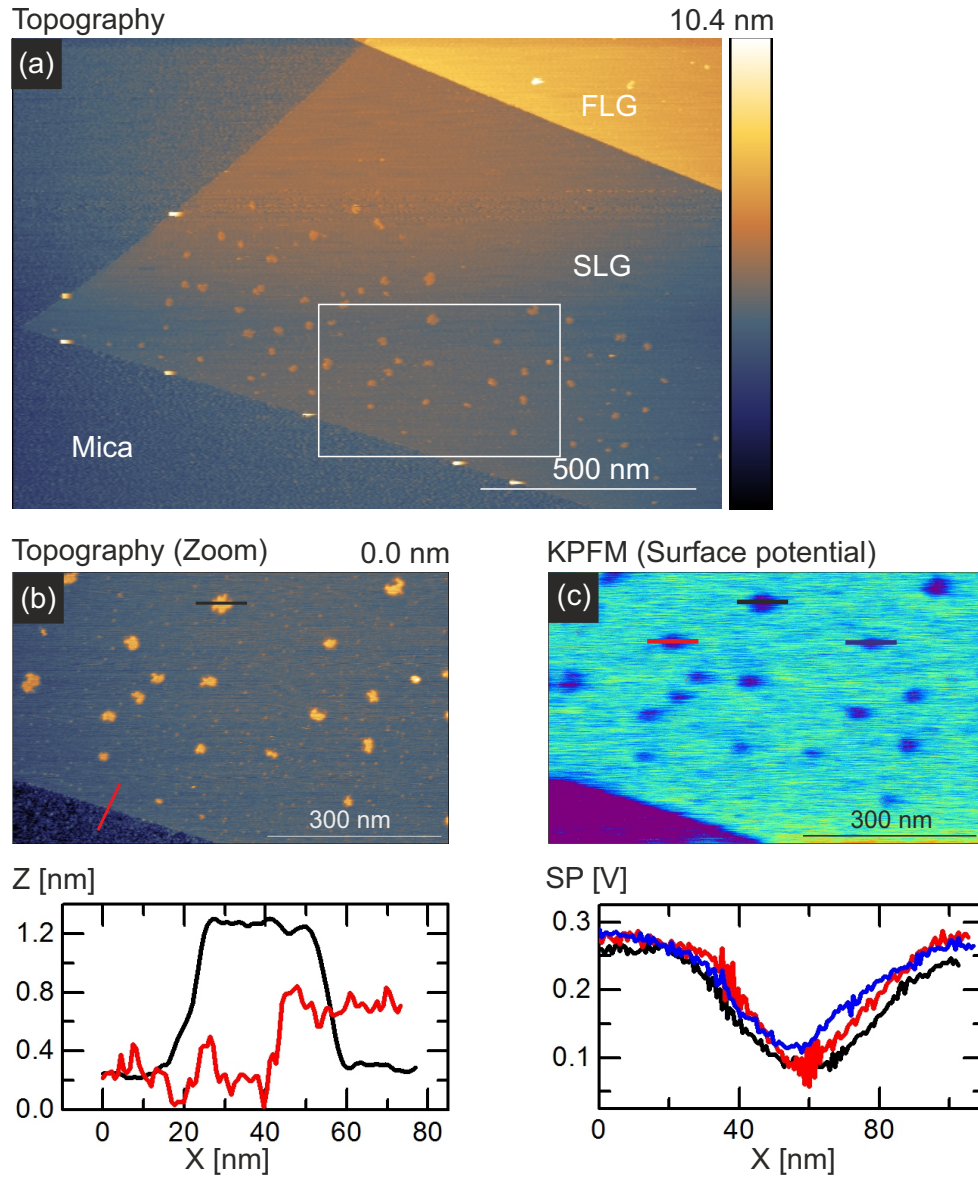 Topography 10.4 nm
(a)
FLG
SLG
Mica
500 nm
Topography (Zoom) 0.0 nm
KPFM (Surface potential)
(b)
(c)
300 nm
300 nm
Z [nm]
1.2
0.8
0.4
0.0
0 20 40 60 80
X [nm]
SP [V]
0.3
0.2
0.1
0 40 80
X [nm]